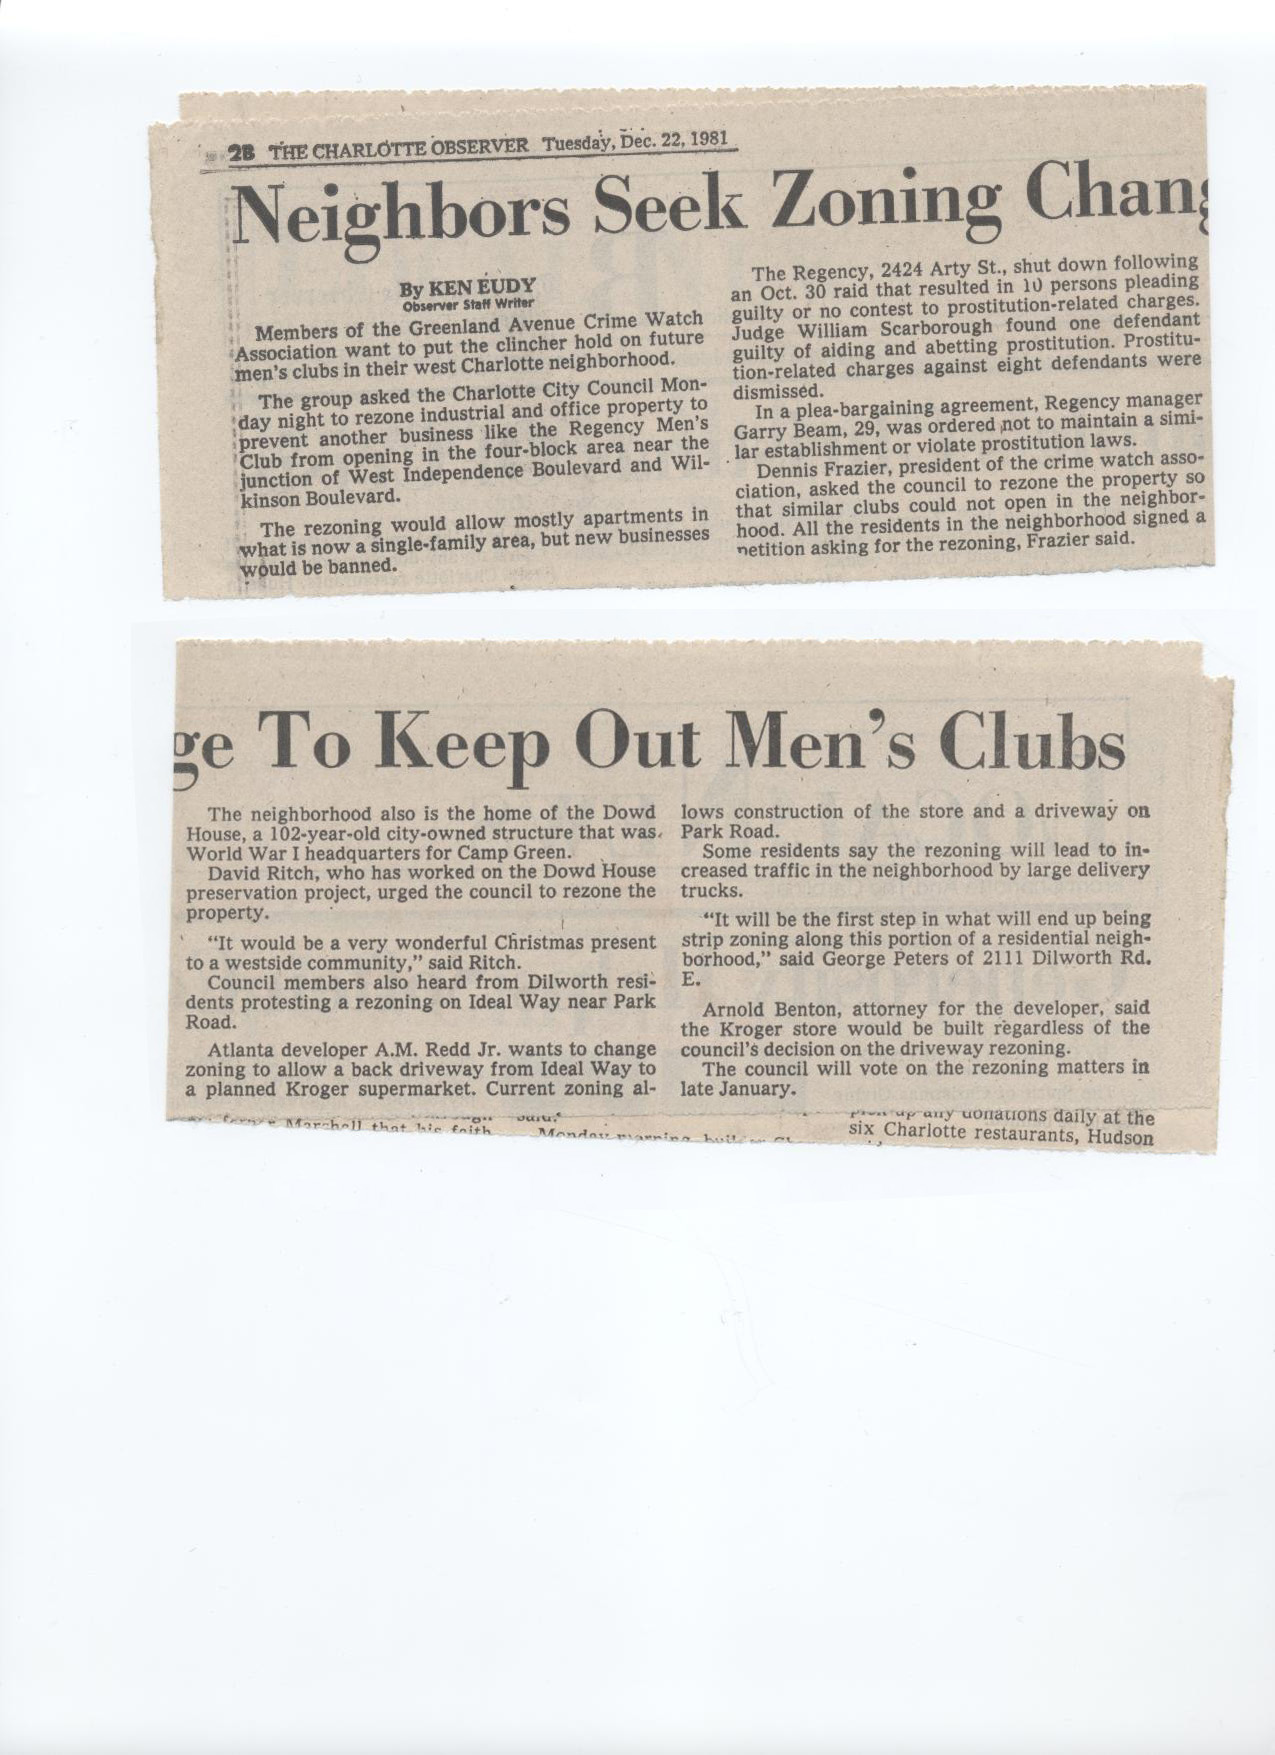 2B THE CHARLOTTE OBSERVER Tuesday, Dec. 22, 1981
Neighbors Seek Zoning Chang
By KEN EUDY
Observer Staff Writer
Members of the Greenland Avenue Crime Watch
Association want to put the clincher hold on future
men's clubs in their west Charlotte neighborhood.
The group asked the Charlotte City Council Mon-
day night to rezone industrial and office property to
prevent another business like the Regency Men's
Club from opening in the four-block area near the
junction of West Independence Boulevard and Wil-
kinson Boulevard.
The rezoning would allow mostly apartments in
what is now a single-family area, but new businesses
would be banned.
The Regency, 2424 Arty St., shut down following
an Oct. 30 raid that resulted in 10 persons pleading
guilty or no contest to prostitution-related charges.
Judge William Scarborough found one defendant
guilty of aiding and abetting prostitution. Prostitu-
tion-related charges against eight defendants were
dismissed.
In a plea-bargaining agreement, Regency manager
Garry Beam, 29, was ordered not to maintain a simi-
lar establishment or violate prostitution laws.
Dennis Frazier, president of the crime watch asso-
ciation, asked the council to rezone the property so
that similar clubs could not open in the neighbor-
hood. All the residents in the neighborhood signed a
petition asking for the rezoning, Frazier said.
ge To Keep Out Men's Clubs
The neighborhood also is the home of the Dowd
House, a 102-year-old city-owned structure that was
World War I headquarters for Camp Green.
David Ritch, who has worked on the Dowd House
preservation project, urged the council to rezone the
property.
"It would be a very wonderful Christmas present
to a westside community," said Ritch.
Council members also heard from Dilworth resi-
dents protesting a rezoning on Ideal Way near Park
Road.
Atlanta developer A.M. Redd Jr. wants to change
zoning to allow a back driveway from Ideal Way to
a planned Kroger supermarket. Current zoning al-
lows construction of the store and a driveway on
Park Road.
Some residents say the rezoning will lead to in-
creased traffic in the neighborhood by large delivery
trucks.
"It will be the first step in what will end up being
strip zoning along this portion of a residential neigh-
borhood," said George Peters of 2111 Dilworth Rd.
E.
Arnold Benton, attorney for the developer, said
the Kroger store would be built regardless of the
council's decision on the driveway rezoning.
The council will vote on the rezoning matters in
late January.
Marshall that his faith
Monday morning
pick up any donations daily at the
six Charlotte restaurants, Hudson